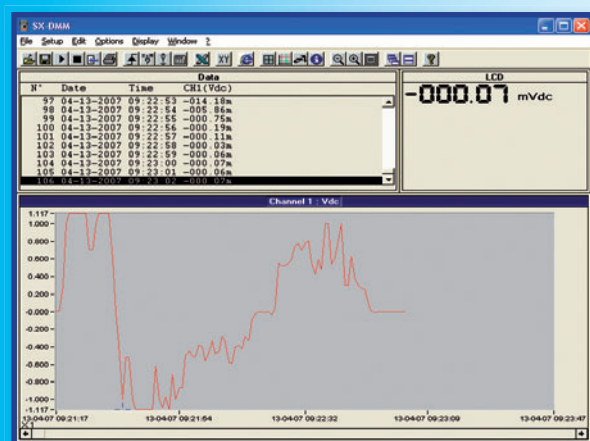 SX-DMM
File Setup Edit Options Display Window ?
XY
Data
N° Date Time CH1(Vdc)
97 04-13-2007 09:22:53 -014.18m
98 04-13-2007 09:22:54 -005.86m
99 04-13-2007 09:22:55 -000.75m
100 04-13-2007 09:22:56 -000.19m
101 04-13-2007 09:22:57 -000.11m
102 04-13-2007 09:22:58 -000.03m
103 04-13-2007 09:22:59 -000.06m
104 04-13-2007 09:23:00 -000.07m
105 04-13-2007 09:23:01 -000.06m
106 04-13-2007 09:23:02 -000.07m
LCD
-000.07 mVdc
Channel 1 : Vdc
1.117
1.000
0.800
0.600
0.400
0.200
-0.000
-0.200
-0.400
-0.600
-0.800
-1.000
-1.117
13-04-07 09:21:17 13-04-07 09:21:54 13-04-07 09:22:32 13-04-07 09:23:09 13-04-07 09:23:47
X1